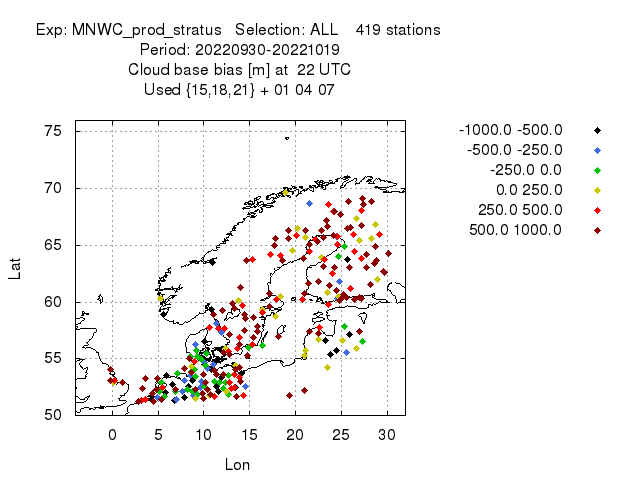 Exp: MNWC_prod_stratus Selection: ALL 419 stations
Period: 20220930-20221019
Cloud base bias [m] at 22 UTC
Used {15,18,21} + 01 04 07
-1000.0 -500.0
-500.0 -250.0
-250.0 0.0
0.0 250.0
250.0 500.0
500.0 1000.0
75
70
65
60
55
50
Lat
0 5 10 15 20 25 30
Lon